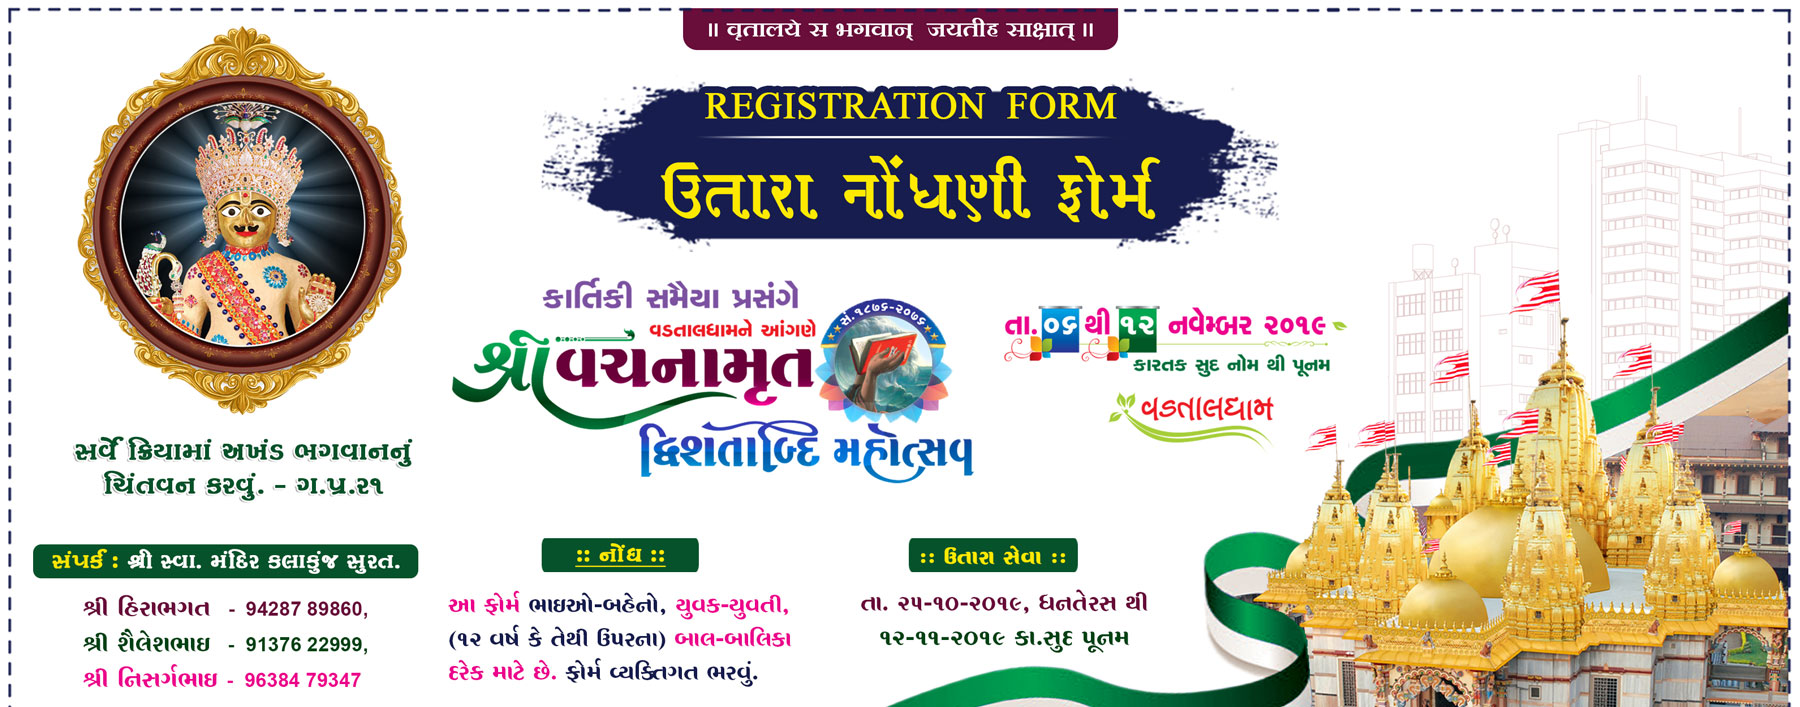 ॥ वृतालये स भगवान् जयतीह साक्षात् ॥
REGISTRATION FORM
ઉતારા નોંધણી ફોર્મ
કાર્તિકી સમૈયા પ્રસંગે
વડતાલધામને આંગણે
શ્રી વચનામૃત
સં.૧૮૭૬-૨૦૭૬
દ્વિશતાબ્દિ મહોત્સવ
તા.૦૬ થી ૧૨ નવેમ્બર ૨૦૧૯
કારતક સુદ નોમ થી પૂનમ
વડતાલધામ
સર્વે ક્રિયામાં અખંડ ભગવાનનું
ચિંતવન કરવું. - ગ.પ્ર.૨૧
સંપર્ક : શ્રી સ્વા. મંદિર કલાકુંજ સુરત.
શ્રી હિરાભગત - 94287 89860,
શ્રી શૈલેશભાઇ - 91376 22999,
શ્રી નિસર્ગભાઇ - 96384 79347
:: નોંધ ::
આ ફોર્મ ભાઇઓ-બહેનો, યુવક-યુવતી,
(૧૨ વર્ષ કે તેથી ઉપરના) બાલ-બાલિકા
દરેક માટે છે. ફોર્મ વ્યક્તિગત ભરવું.
:: ઉતારા સેવા ::
તા. ૨૫-૧૦-૨૦૧૯, ધનતેરસ થી
૧૨-૧૧-૨૦૧૯ કા.સુદ પૂનમ